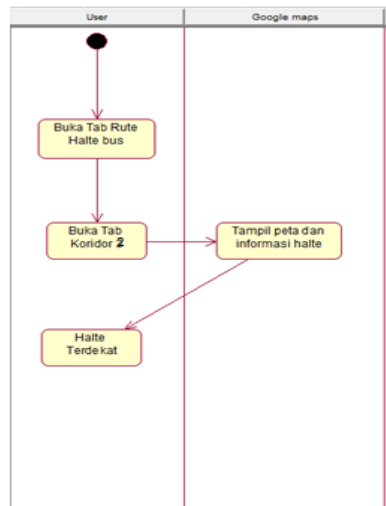 User
Google maps
Buka Tab Rute
Halte bus
Buka Tab
Koridor 2
Tampil peta dan
informasi halte
Halte
Terdekat